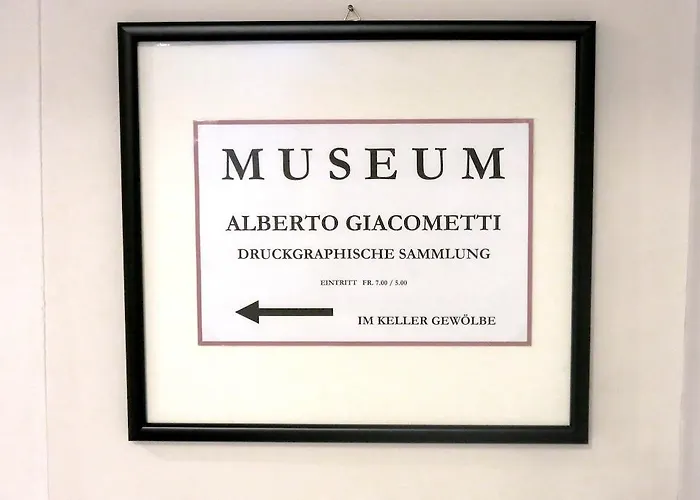 MUSEUM
ALBERTO GIACOMETTI
DRUCKGRAPHISCHE SAMMLUNG
EINTRITT FR. 7.00 / 5.00
IM KELLER GEWÖLBE